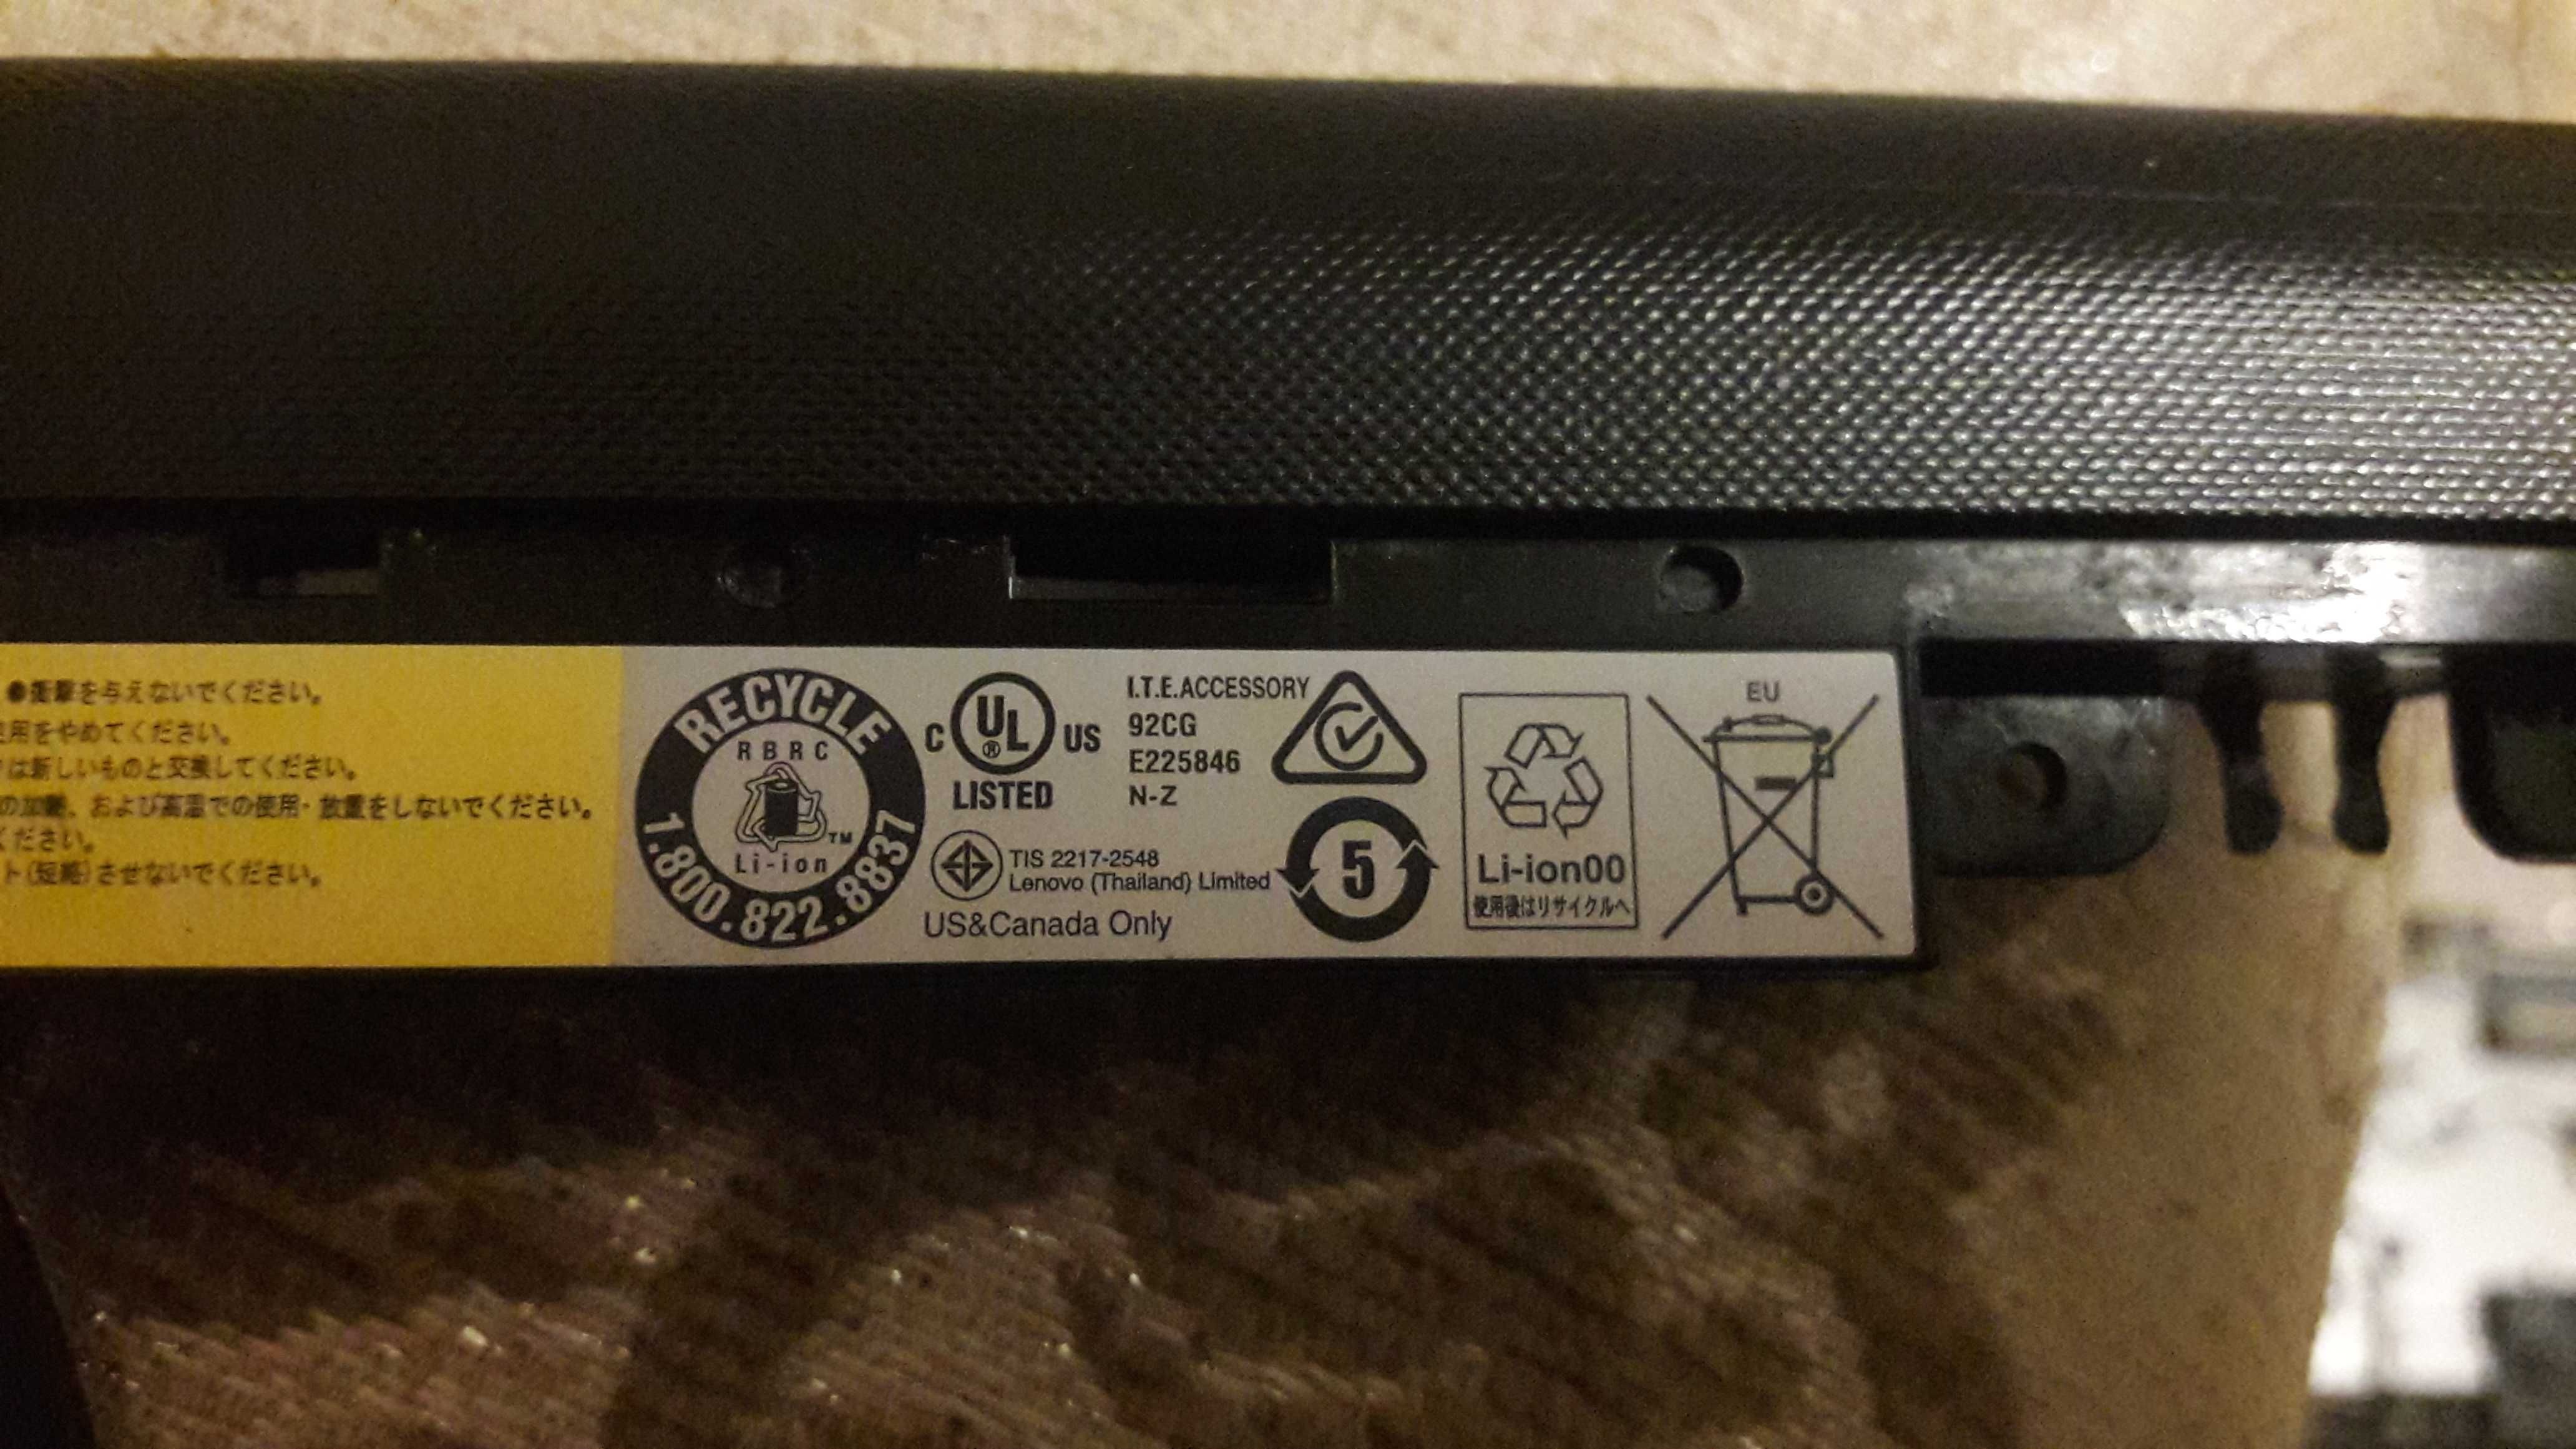 ●衝撃を与えないでください。
用をやめてください。
は新しいものと交換してください。
の加熱、および高温での使用・放置をしないでください。
ください。
ト(短絡)させないでください。
RECYCLE
RBRC
TM
Li-ion
1.800.822.8837
C UL® US
LISTED
I.T.E.ACCESSORY
92CG
E225846
N-Z
TIS 2217-2548
Lenovo (Thailand) Limited
US&Canada Only
5
Li-ion00
使用後はリサイクルへ
EU